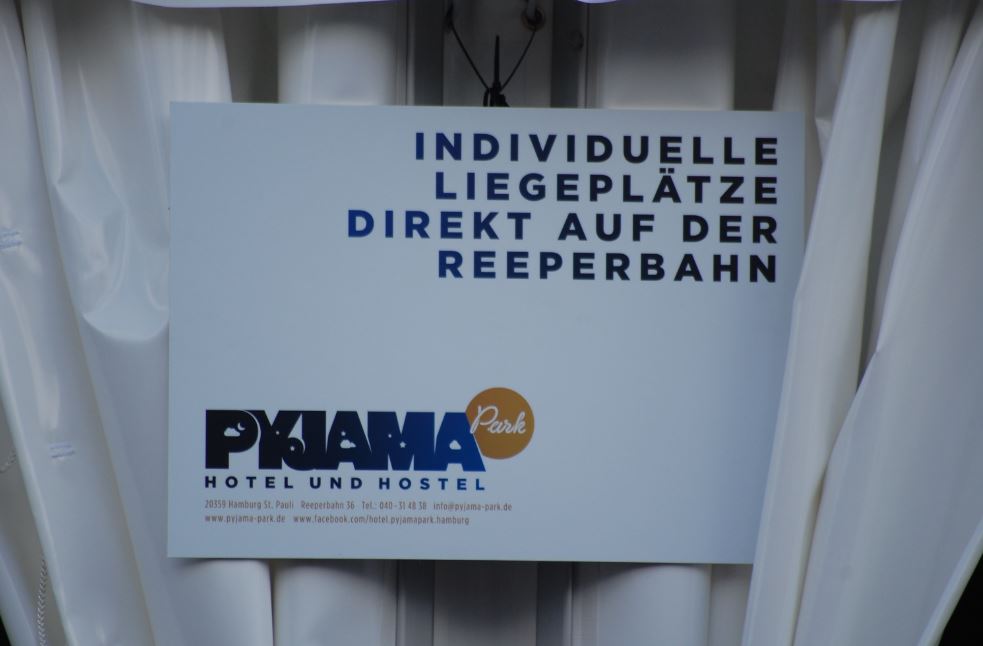 INDIVIDUELLE
LIEGEPLÄTZE
DIREKT AUF DER
REEPERBAHN
PYJAMA Park
HOTEL UND HOSTEL
20359 Hamburg St. Pauli Reeperbahn 36 Tel.: 040 - 31 48 38 info@pyjama-park.de
www.pyjama-park.de www.facebook.com/hotel.pyjamapark.hamburg